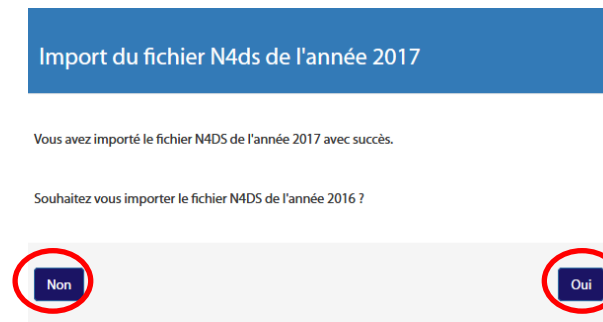 Import du fichier N4ds de l'année 2017
Vous avez importé le fichier N4DS de l'année 2017 avec succès.
Souhaitez vous importer le fichier N4DS de l'année 2016 ?
Non
Oui